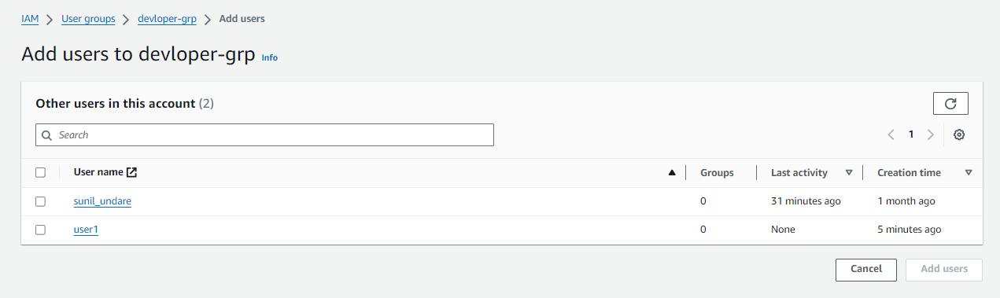 IAM > User groups > devloper-grp > Add users
Add users to devloper-grp Info
Other users in this account (2)
Search
1
User name Groups Last activity Creation time
sunil_undare 0 31 minutes ago 1 month ago
user1 0 None 5 minutes ago
Cancel Add users